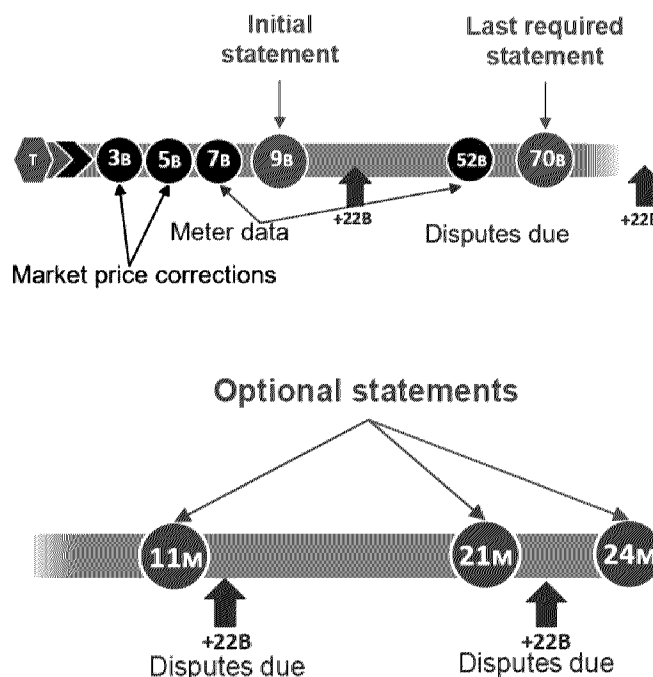 Initial
statement
Last required
statement
T
3B
5B
7B
9B
52B
70B
+22B
+22B
Meter data
Disputes due
Market price corrections
Optional statements
11M
21M
24M
+22B
Disputes due
+22B
Disputes due